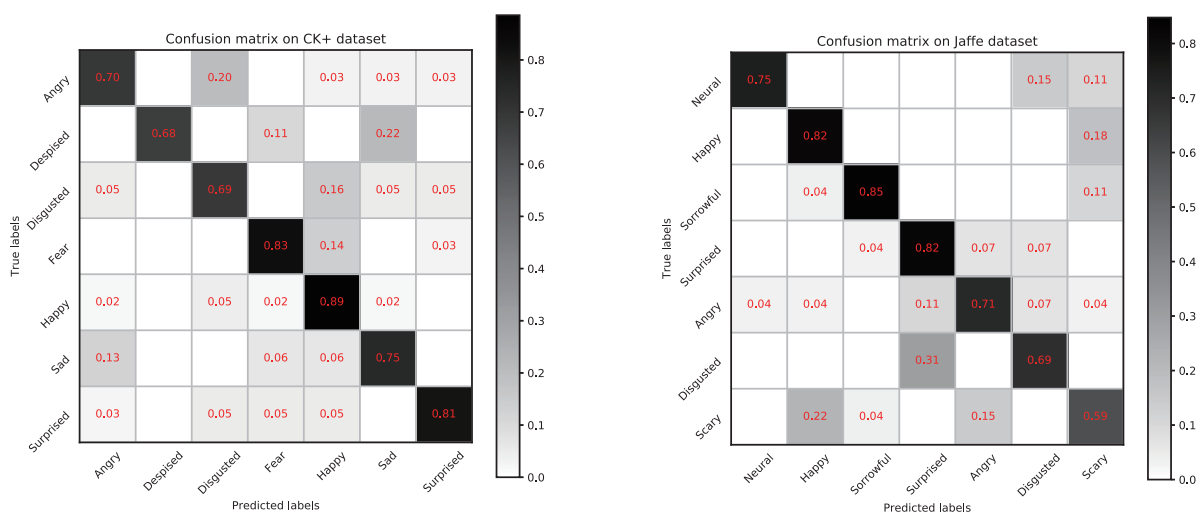 Confusion matrix on CK+ dataset
True labels
Angry 0.70 0.20 0.03 0.03 0.03
Despised 0.68 0.11 0.22
Disgusted 0.05 0.69 0.16 0.05 0.05
Fear 0.83 0.14 0.03
Happy 0.02 0.05 0.02 0.89 0.02
Sad 0.13 0.06 0.06 0.75
Surprised 0.03 0.05 0.05 0.05 0.81
Angry Despised Disgusted Fear Happy Sad Surprised
Predicted labels
0.8
0.7
0.6
0.5
0.4
0.3
0.2
0.1
0.0
Confusion matrix on Jaffe dataset
True labels
Neural 0.75 0.15 0.11
Happy 0.82 0.18
Sorrowful 0.04 0.85 0.11
Surprised 0.04 0.82 0.07 0.07
Angry 0.04 0.04 0.11 0.71 0.07 0.04
Disgusted 0.31 0.69
Scary 0.22 0.04 0.15 0.59
Neural Happy Sorrowful Surprised Angry Disgusted Scary
Predicted labels
0.8
0.7
0.6
0.5
0.4
0.3
0.2
0.1
0.0